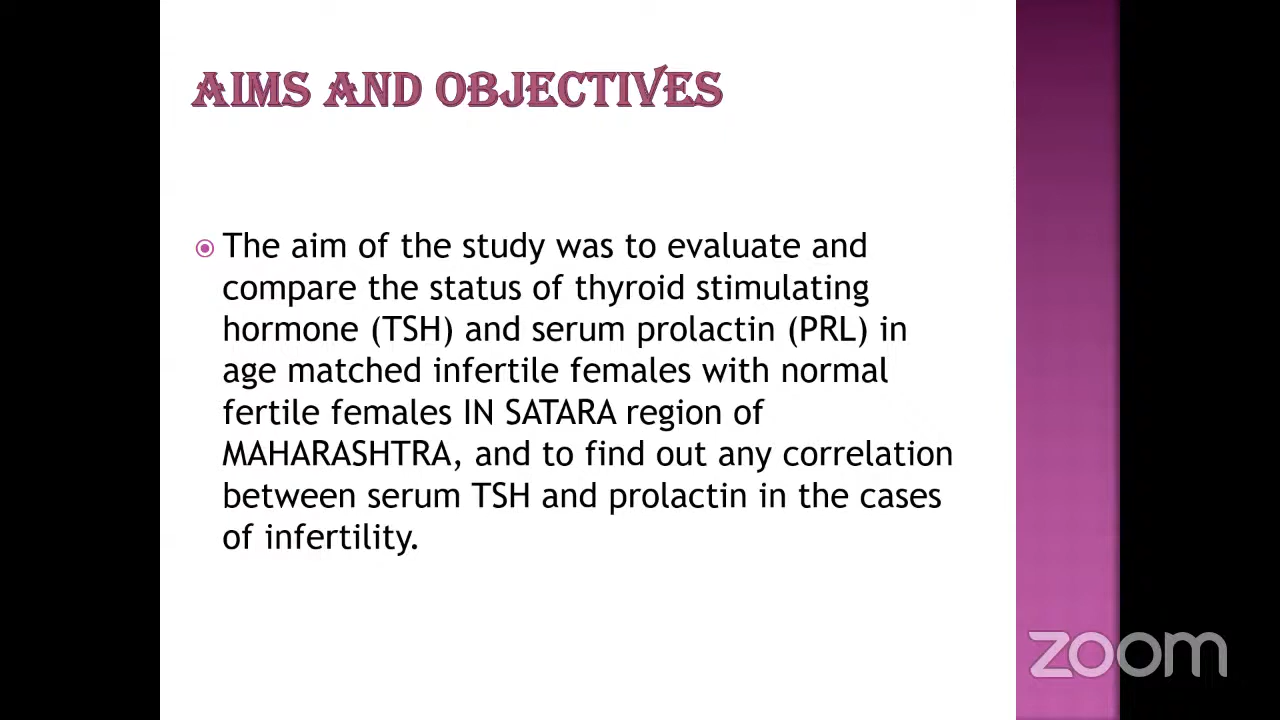 AIMS AND OBJECTIVES
The aim of the study was to evaluate and
compare the status of thyroid stimulating
hormone (TSH) and serum prolactin (PRL) in
age matched infertile females with normal
fertile females IN SATARA region of
MAHARASHTRA, and to find out any correlation
between serum TSH and prolactin in the cases
of infertility.
zoom